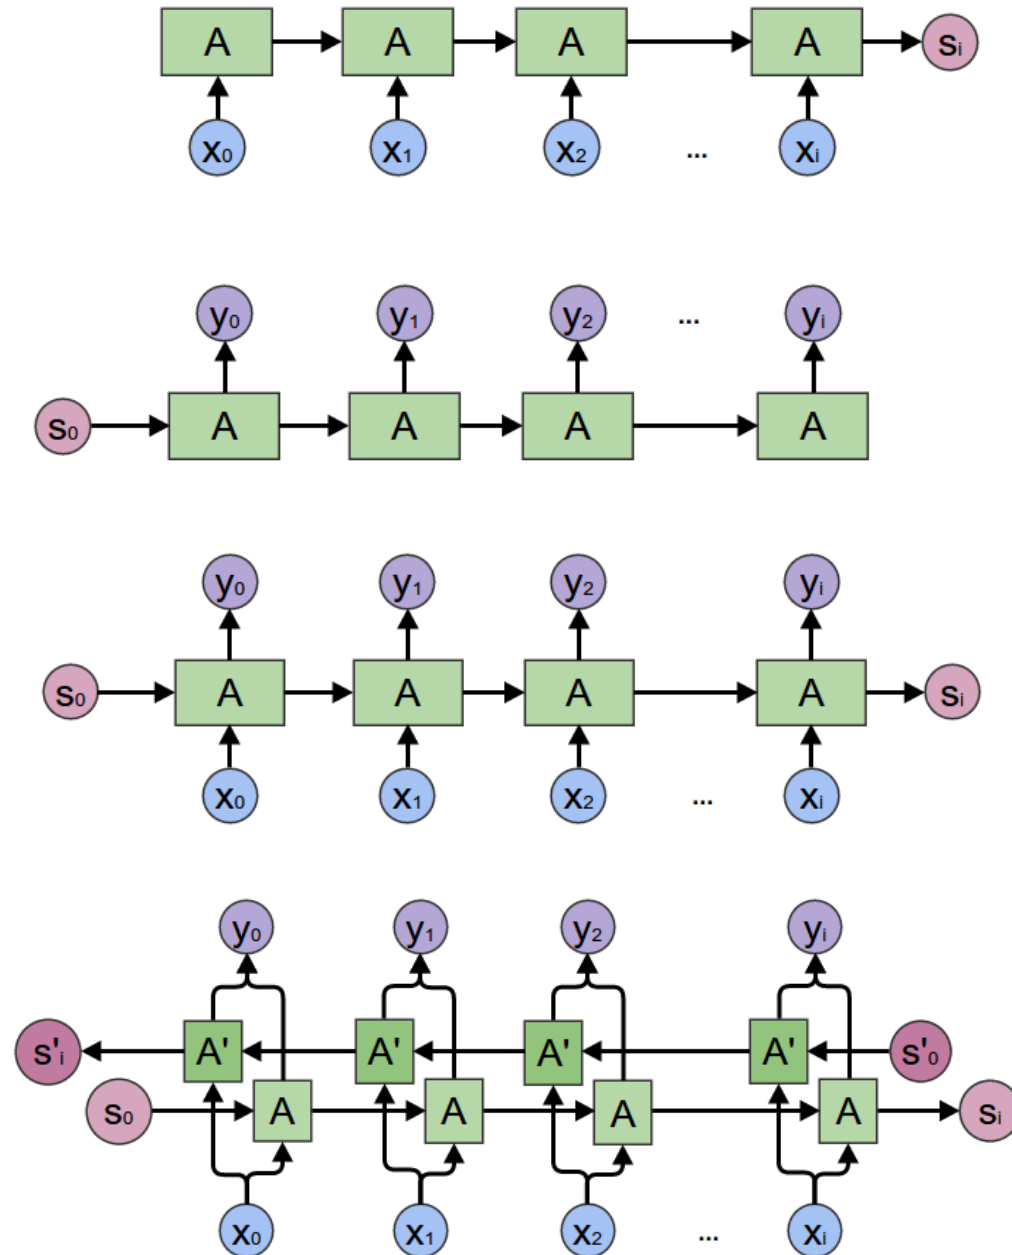 A A A A sᵢ
x₀ x₁ x₂ ... xᵢ
y₀ y₁ y₂ ... yᵢ
s₀ A A A A
y₀ y₁ y₂ yᵢ
s₀ A A A A sᵢ
x₀ x₁ x₂ ... xᵢ
y₀ y₁ y₂ yᵢ
s'ᵢ A' A' A' A' s'₀
s₀ A A A A sᵢ
x₀ x₁ x₂ ... xᵢ